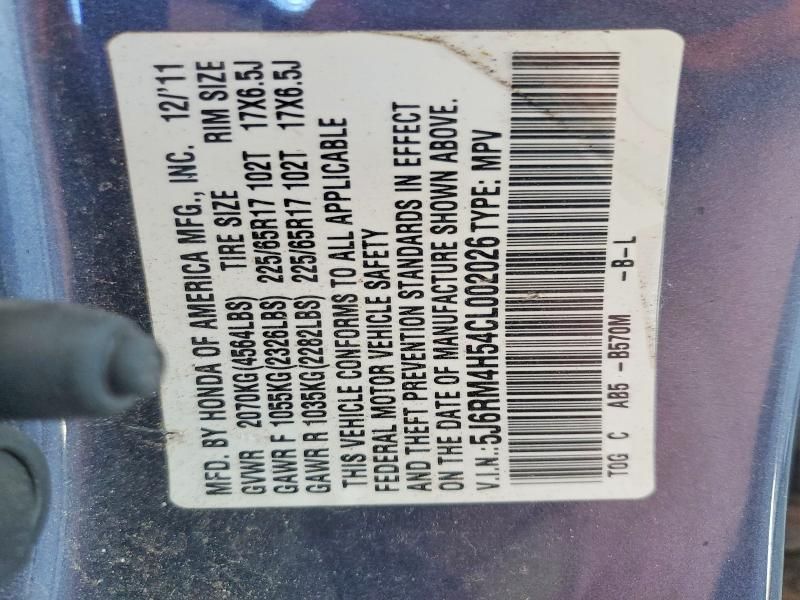 MFD. BY HONDA OF AMERICA MFG., INC. 12/'11
GVWR 2070KG(4564LBS) TIRE SIZE RIM SIZE
GAWR F 1055KG(2326LBS) 225/65R17 102T 17X6.5J
GAWR R 1035KG(2282LBS) 225/65R17 102T 17X6.5J
THIS VEHICLE CONFORMS TO ALL APPLICABLE
FEDERAL MOTOR VEHICLE SAFETY
AND THEFT PREVENTION STANDARDS IN EFFECT
ON THE DATE OF MANUFACTURE SHOWN ABOVE.
V.I.N.:5J6RM4H54CL002026 TYPE: MPV
T0G C AB5 -B570M -B-L